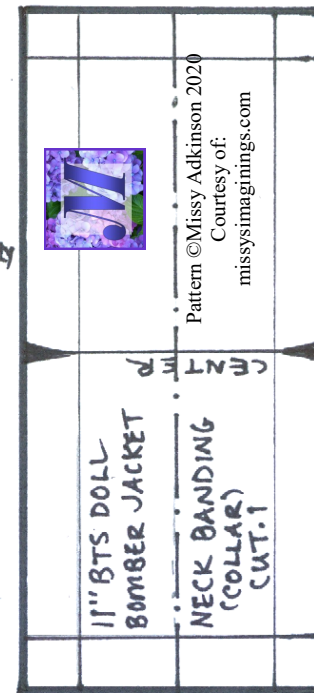 11" BTS DOLL
BOMBER JACKET
NECK BANDING
(COLLAR)
CUT.1
CENTER
M
Pattern ©Missy Adkinson 2020
Courtesy of:
missysimaginings.com